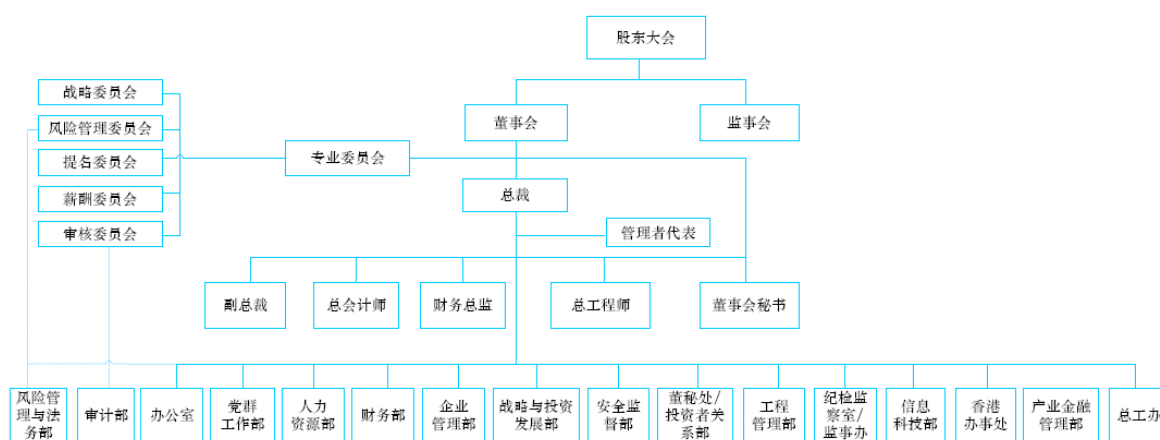 股东大会
战略委员会
风险管理委员会
董事会
监事会
提名委员会
专业委员会
薪酬委员会
总裁
审核委员会
管理者代表
副总裁
总会计师
财务总监
总工程师
董事会秘书
风险管
理与法
务部
审计部
办公室
党群
工作部
人力
资源部
财务部
企业
管理部
战略与投资
发展部
安全监
督部
董秘处/
投资者关
系部
工程
管理部
纪检监
察室/
监事办
信息
科技部
香港
办事处
产业金融
管理部
总工办